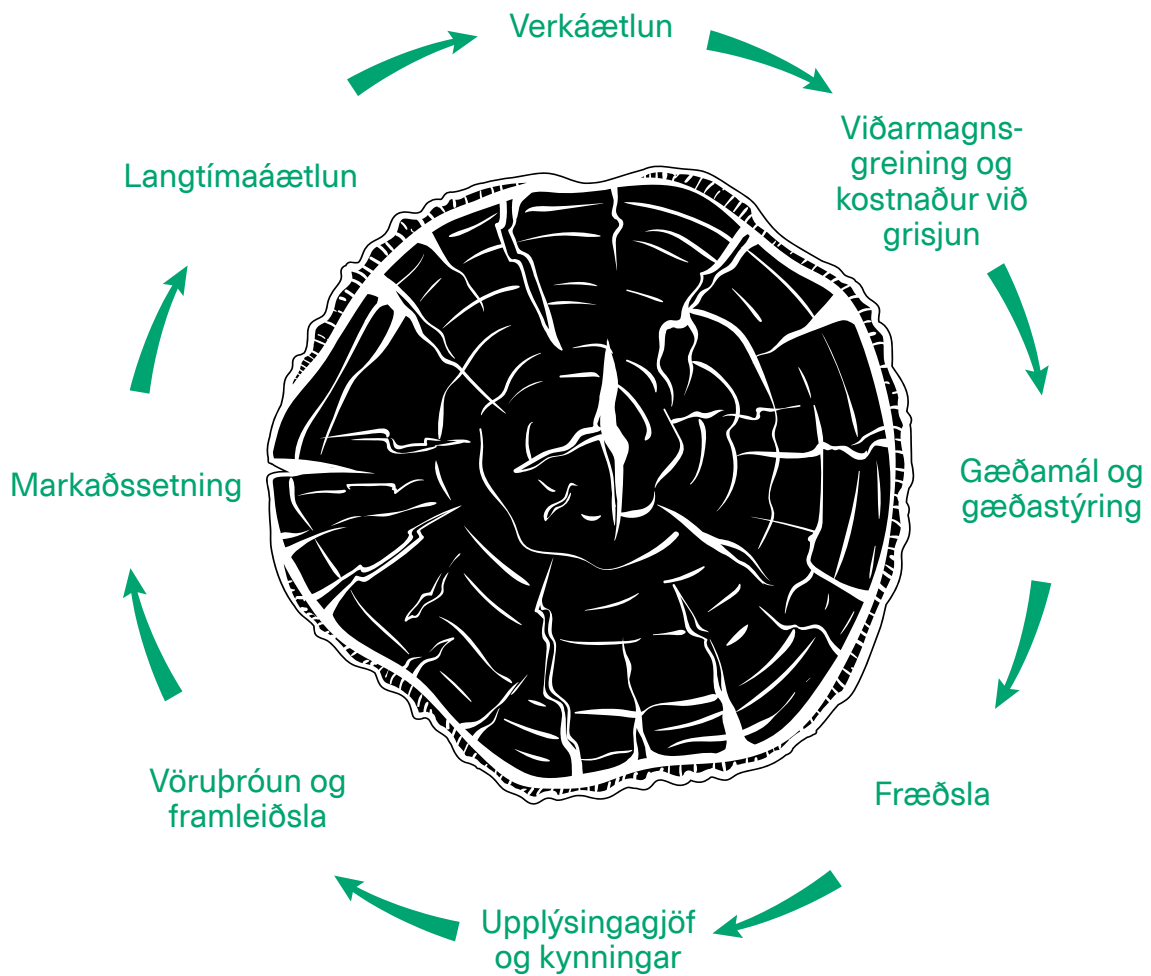 Verkáætlun
Viðarmagns-
greining og
kostnaður við
grisjun
Gæðamál og
gæðastýring
Fræðsla
Upplýsingagjöf
og kynningar
Vöruþróun og
framleiðsla
Markaðssetning
Langtímaáætlun